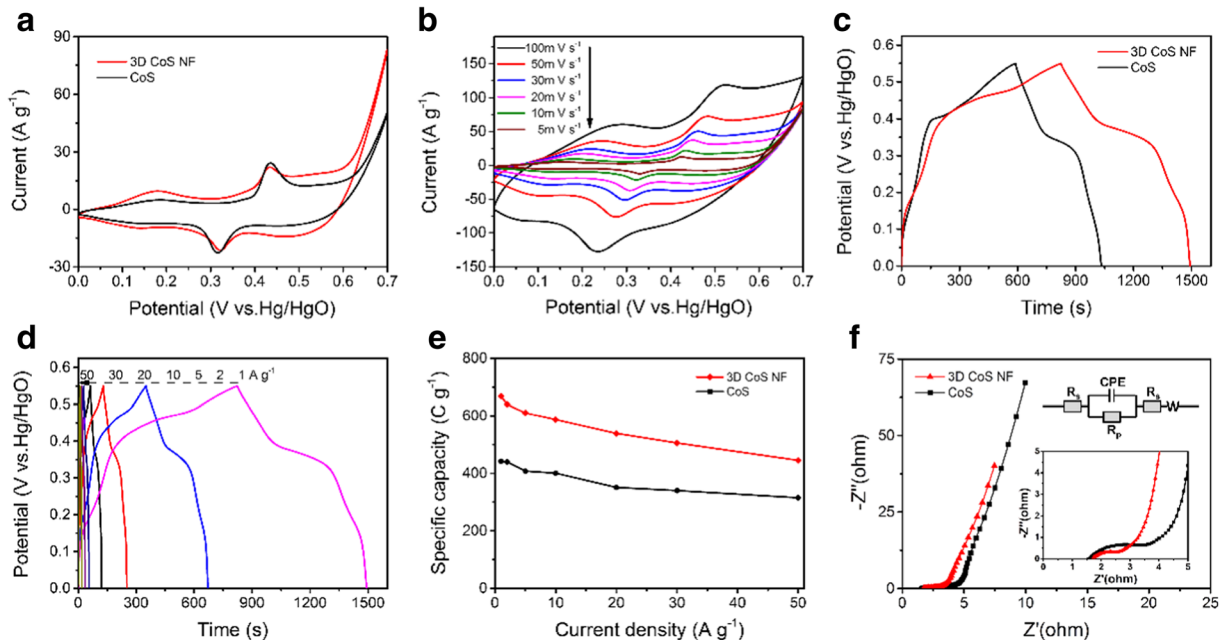 a
90
60
30
0
-30
0.0 0.1 0.2 0.3 0.4 0.5 0.6 0.7
Current (A g⁻¹)
Potential (V vs.Hg/HgO)
3D CoS NF
CoS
b
150
100
50
0
-50
-100
-150
0.0 0.1 0.2 0.3 0.4 0.5 0.6 0.7
Current (A g⁻¹)
Potential (V vs.Hg/HgO)
100m V s⁻¹
50m V s⁻¹
30m V s⁻¹
20m V s⁻¹
10m V s⁻¹
5m V s⁻¹
c
0.6
0.5
0.4
0.3
0.2
0.1
0.0
0 300 600 900 1200 1500
Potential (V vs.Hg/HgO)
Time (s)
3D CoS NF
CoS
d
0.6
0.5
0.4
0.3
0.2
0.1
0.0
0 300 600 900 1200 1500
Potential (V vs.Hg/HgO)
Time (s)
50 30 20 10 5 2 1 A g⁻¹
e
800
600
400
200
0
0 10 20 30 40 50
Specific capacity (C g⁻¹)
Current density (A g⁻¹)
3D CoS NF
CoS
f
75
50
25
0
0 5 10 15 20 25
-Z''(ohm)
Z'(ohm)
3D CoS NF
CoS
CPE
Rs Rs W
Rp
5
4
3
2
1
0
0 1 2 3 4 5
-Z''(ohm)
Z'(ohm)